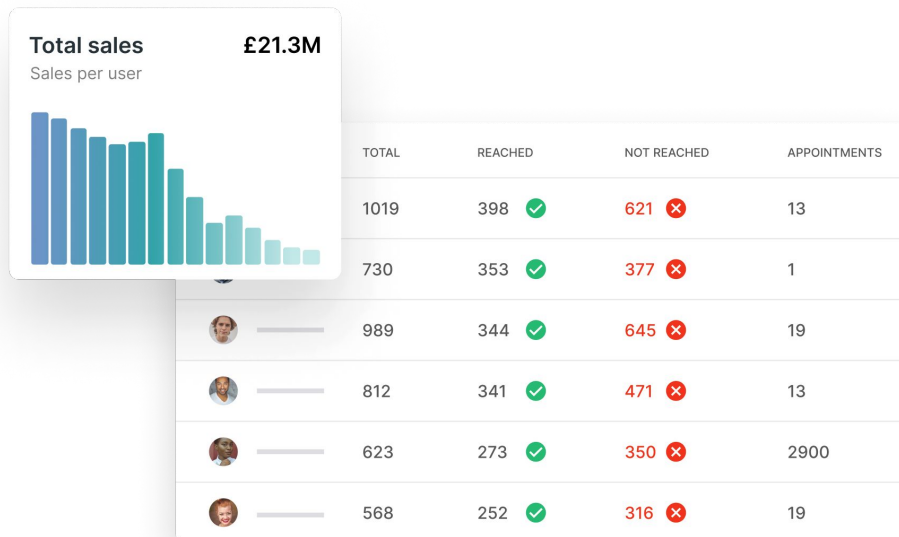 Total sales £21.3M
Sales per user
TOTAL REACHED NOT REACHED APPOINTMENTS
1019 398 621 13
730 353 377 1
989 344 645 19
812 341 471 13
623 273 350 2900
568 252 316 19